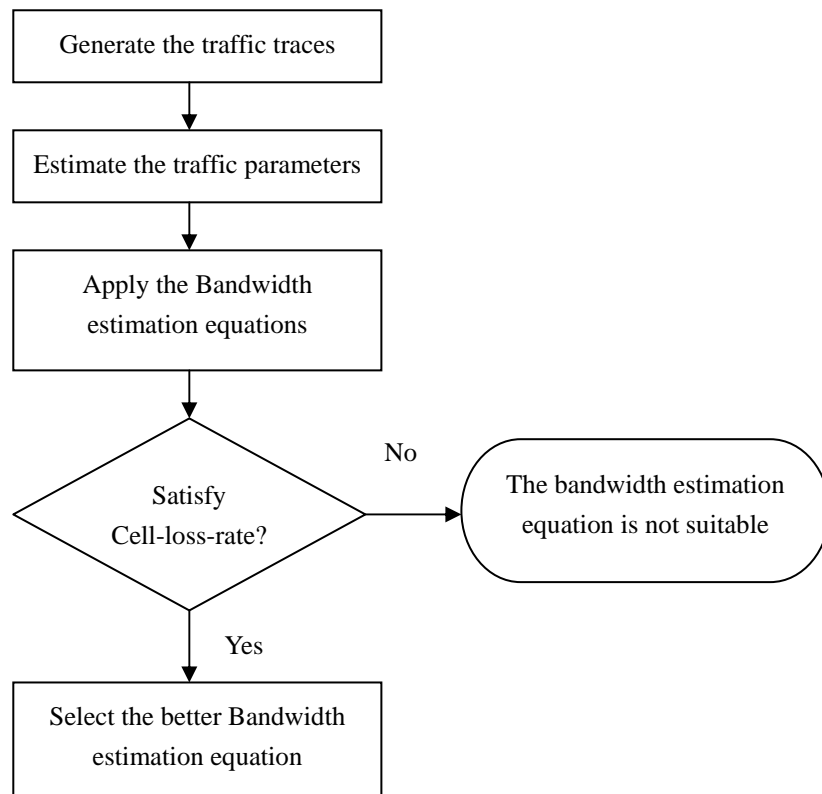 Generate the traffic traces
Estimate the traffic parameters
Apply the Bandwidth
estimation equations
Satisfy
Cell-loss-rate?
No
The bandwidth estimation
equation is not suitable
Yes
Select the better Bandwidth
estimation equation